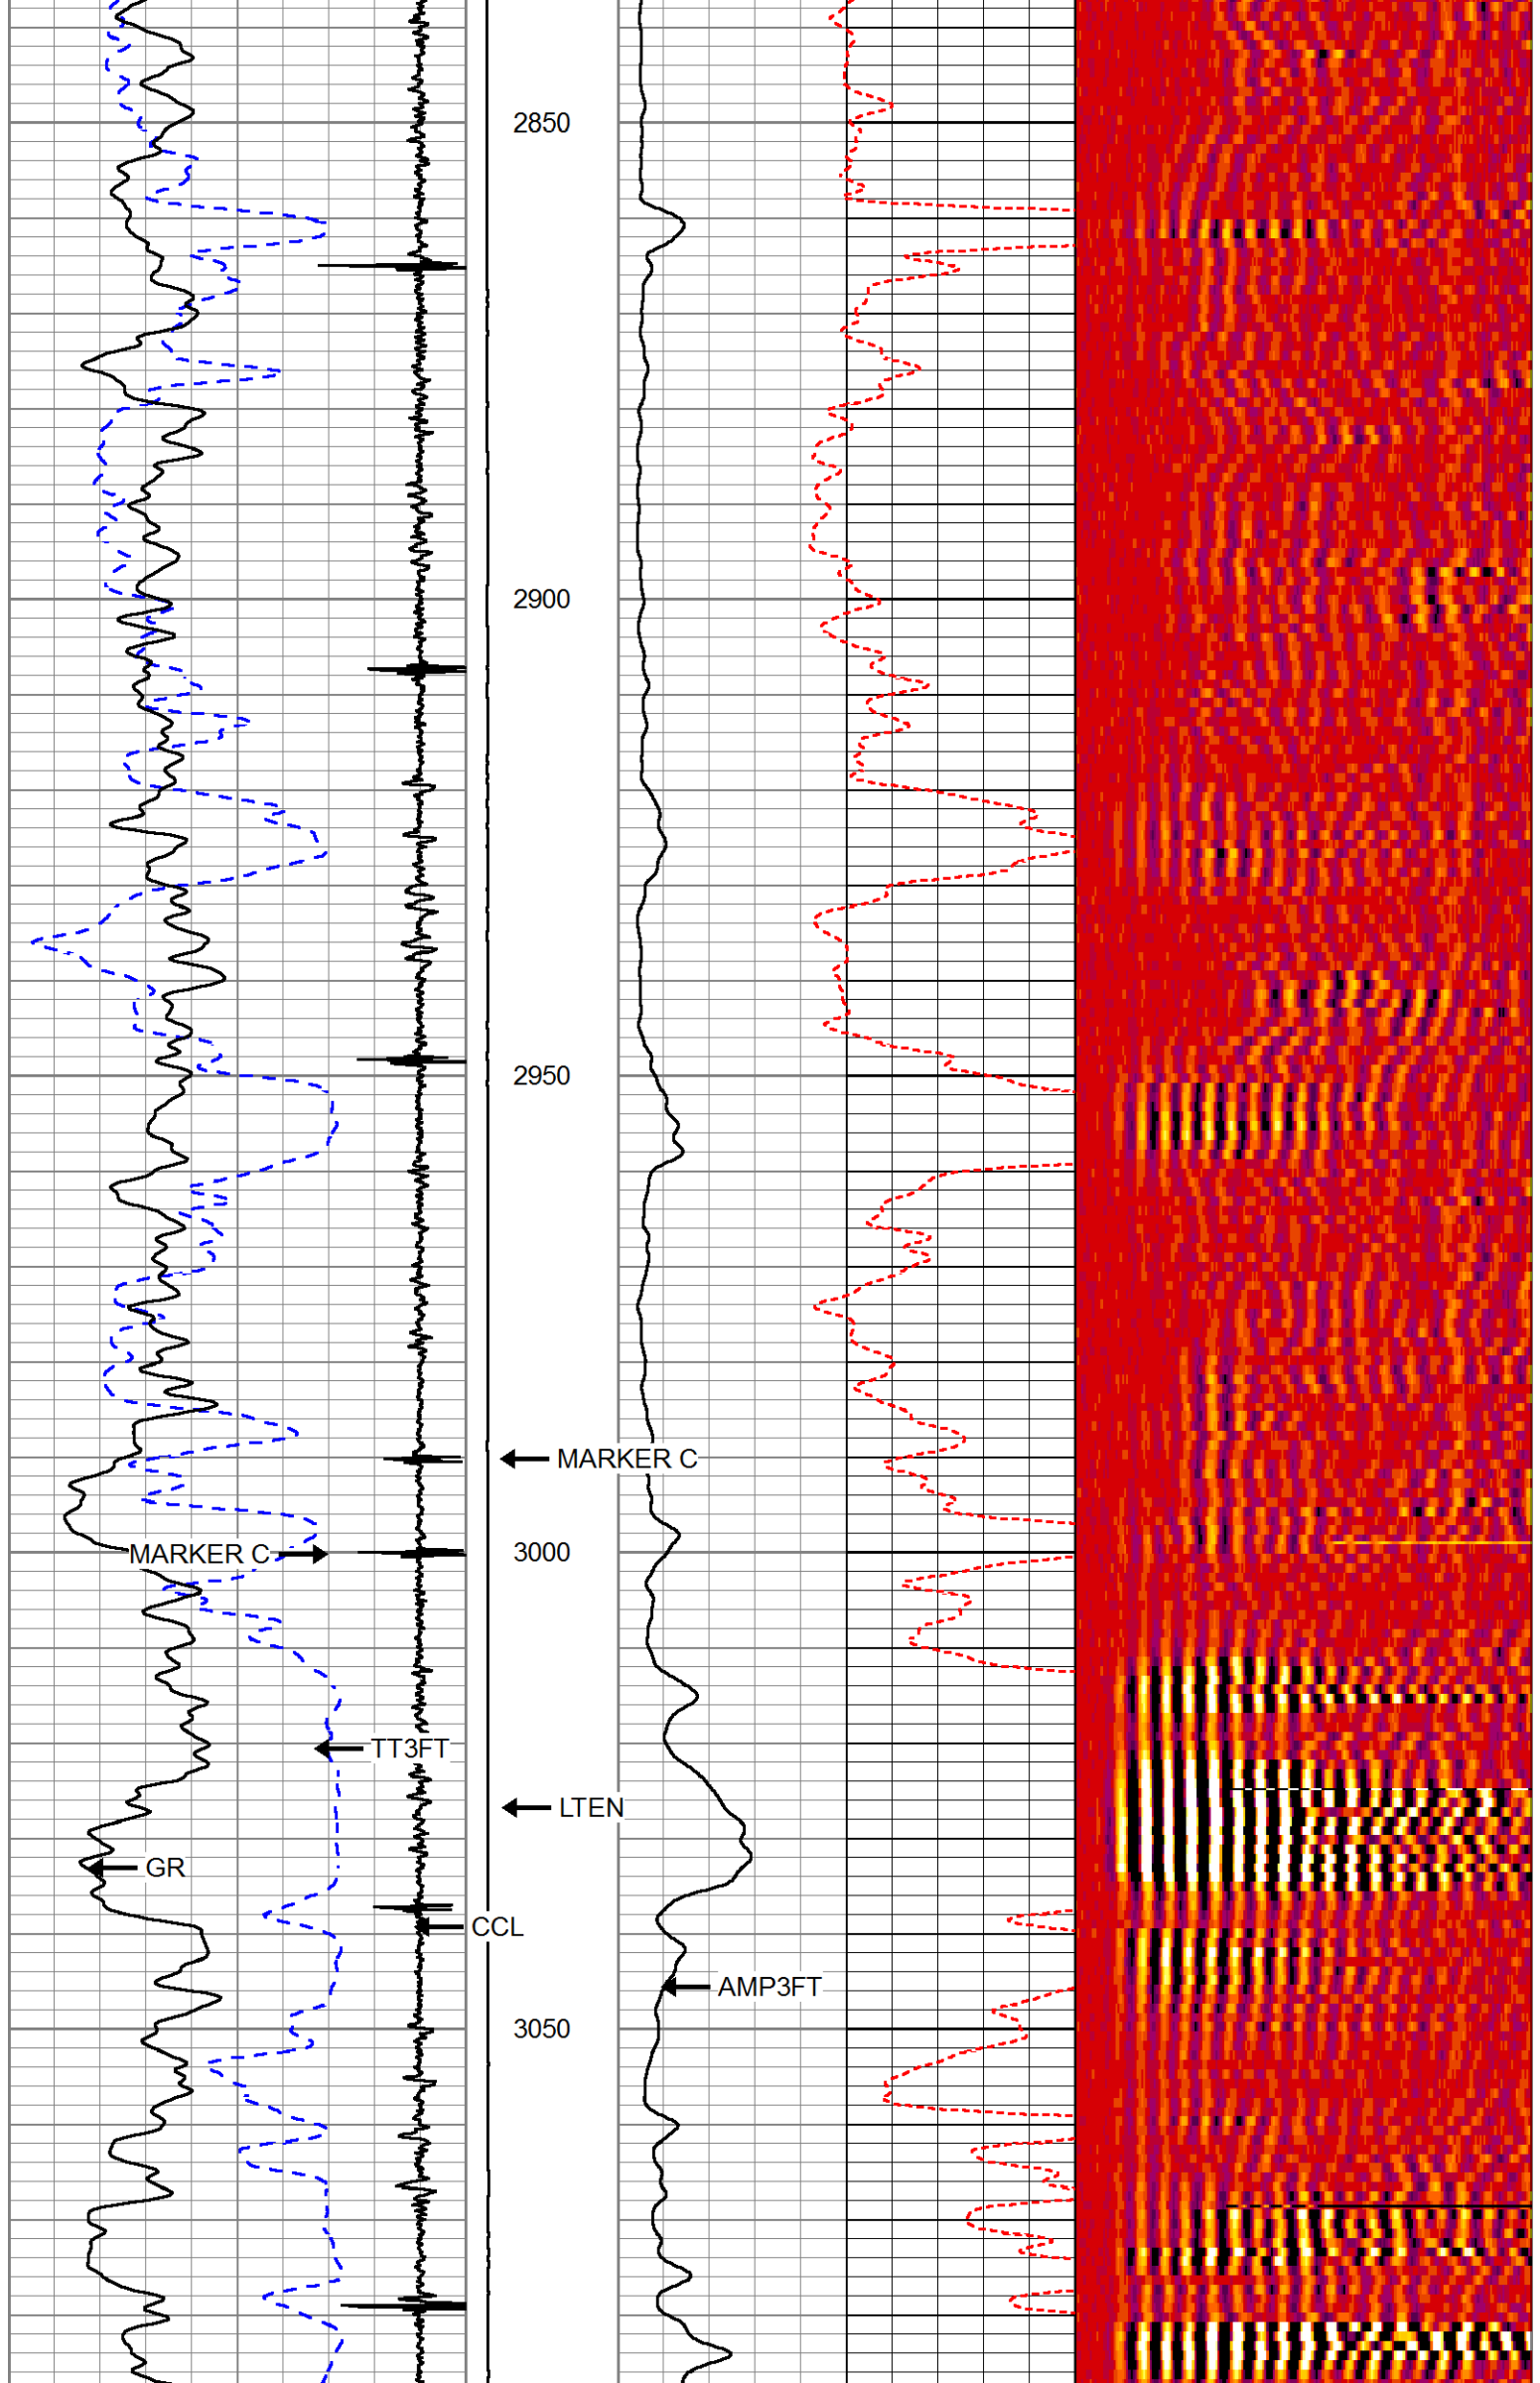 2850
2900
2950
MARKER C
MARKER C
3000
TT3FT
LTEN
GR
CCL
AMP3FT
3050